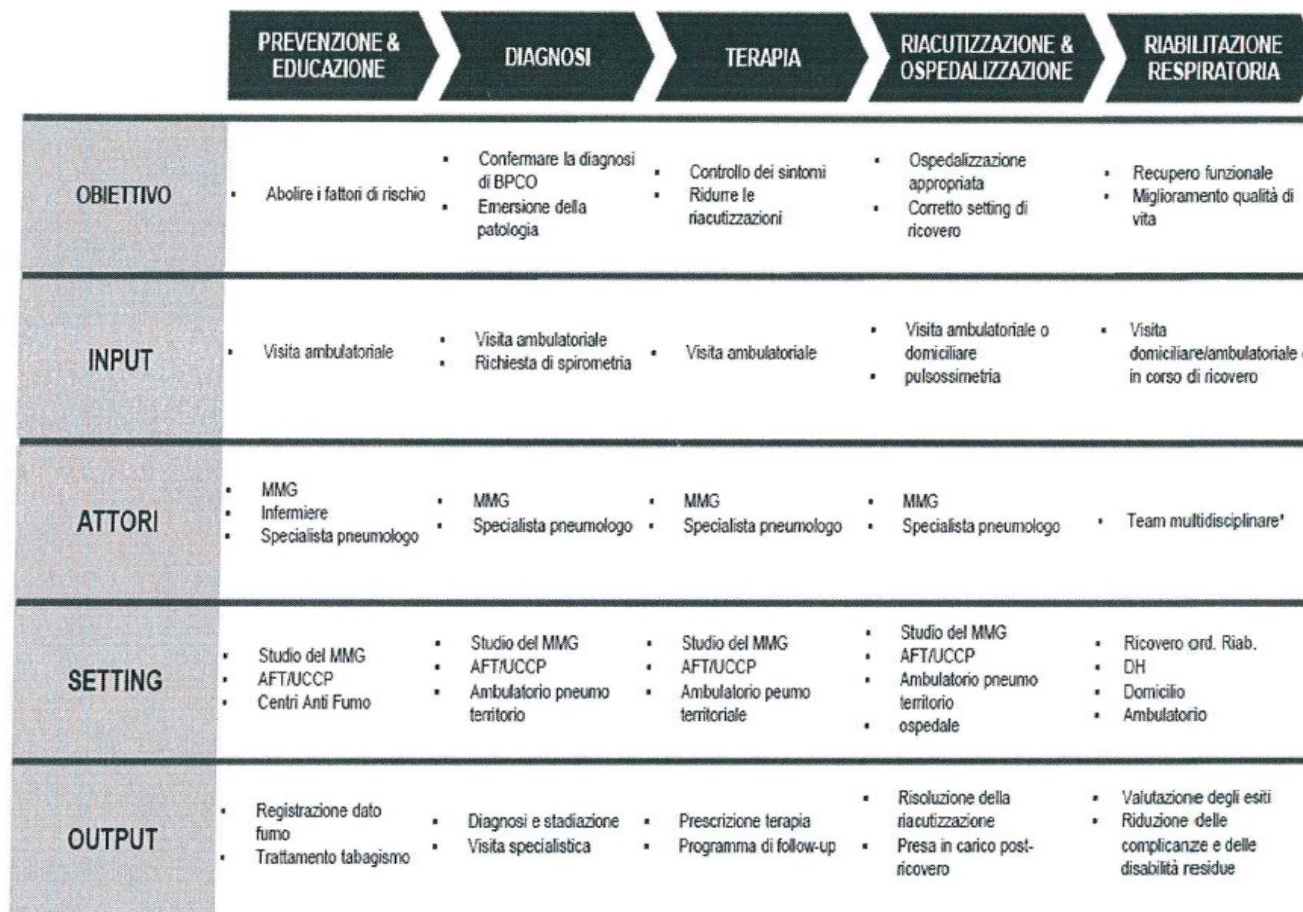 PREVENZIONE &
EDUCAZIONE
DIAGNOSI
TERAPIA
RIACUTIZZAZIONE &
OSPEDALIZZAZIONE
RIABILITAZIONE
RESPIRATORIA
OBIETTIVO
▪ Abolire i fattori di rischio
▪ Confermare la diagnosi
di BPCO
▪ Emersione della
patologia
▪ Controllo dei sintomi
▪ Ridurre le
riacutizzazioni
▪ Ospedalizzazione
appropriata
▪ Corretto setting di
ricovero
▪ Recupero funzionale
▪ Miglioramento qualità di
vita
INPUT
▪ Visita ambulatoriale
▪ Visita ambulatoriale
▪ Richiesta di spirometria
▪ Visita ambulatoriale
▪ Visita ambulatoriale o
domiciliare
▪ pulsossimetria
▪ Visita
domiciliare/ambulatoriale
in corso di ricovero
ATTORI
▪ MMG
▪ Infermiere
▪ Specialista pneumologo
▪ MMG
▪ Specialista pneumologo
▪ MMG
▪ Specialista pneumologo
▪ MMG
▪ Specialista pneumologo
▪ Team multidisciplinare*
SETTING
▪ Studio del MMG
▪ AFT/UCCP
▪ Centri Anti Fumo
▪ Studio del MMG
▪ AFT/UCCP
▪ Ambulatorio pneumo
territorio
▪ Studio del MMG
▪ AFT/UCCP
▪ Ambulatorio peumo
territoriale
▪ Studio del MMG
▪ AFT/UCCP
▪ Ambulatorio pneumo
territorio
▪ ospedale
▪ Ricovero ord. Riab.
▪ DH
▪ Domicilio
▪ Ambulatorio
OUTPUT
▪ Registrazione dato
fumo
▪ Trattamento tabagismo
▪ Diagnosi e stadiazione
▪ Visita specialistica
▪ Prescrizione terapia
▪ Programma di follow-up
▪ Risoluzione della
riacutizzazione
▪ Presa in carico post-
ricovero
▪ Valutazione degli esiti
▪ Riduzione delle
complicanze e delle
disabilità residue